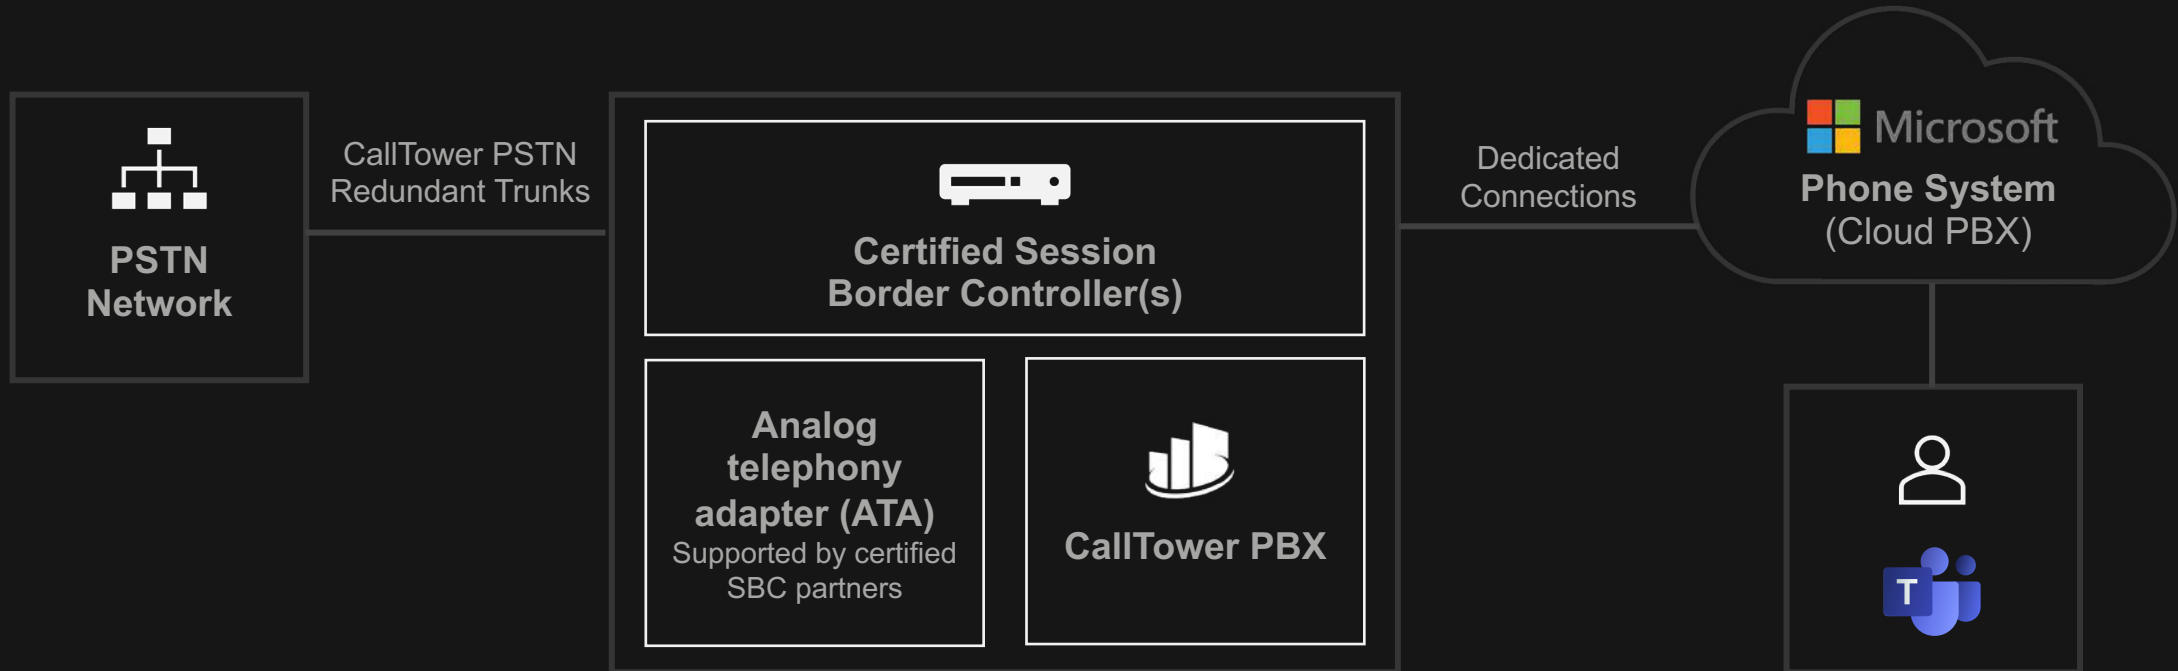 PSTN
Network
CallTower PSTN
Redundant Trunks
Certified Session
Border Controller(s)
Analog
telephony
adapter (ATA)
Supported by certified
SBC partners
CallTower PBX
Dedicated
Connections
Microsoft
Phone System
(Cloud PBX)
T